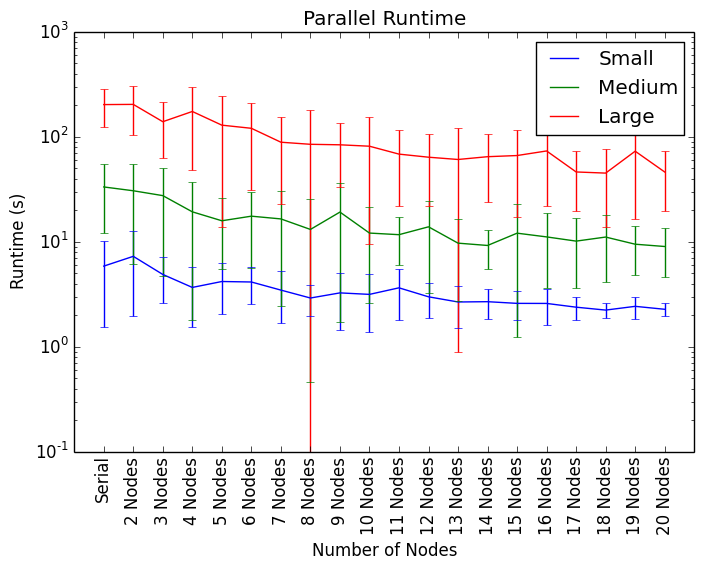 Parallel Runtime
10^3
10^2
10^1
10^0
10^-1
Runtime (s)
Small
Medium
Large
Serial
2 Nodes
3 Nodes
4 Nodes
5 Nodes
6 Nodes
7 Nodes
8 Nodes
9 Nodes
10 Nodes
11 Nodes
12 Nodes
13 Nodes
14 Nodes
15 Nodes
16 Nodes
17 Nodes
18 Nodes
19 Nodes
20 Nodes
Number of Nodes